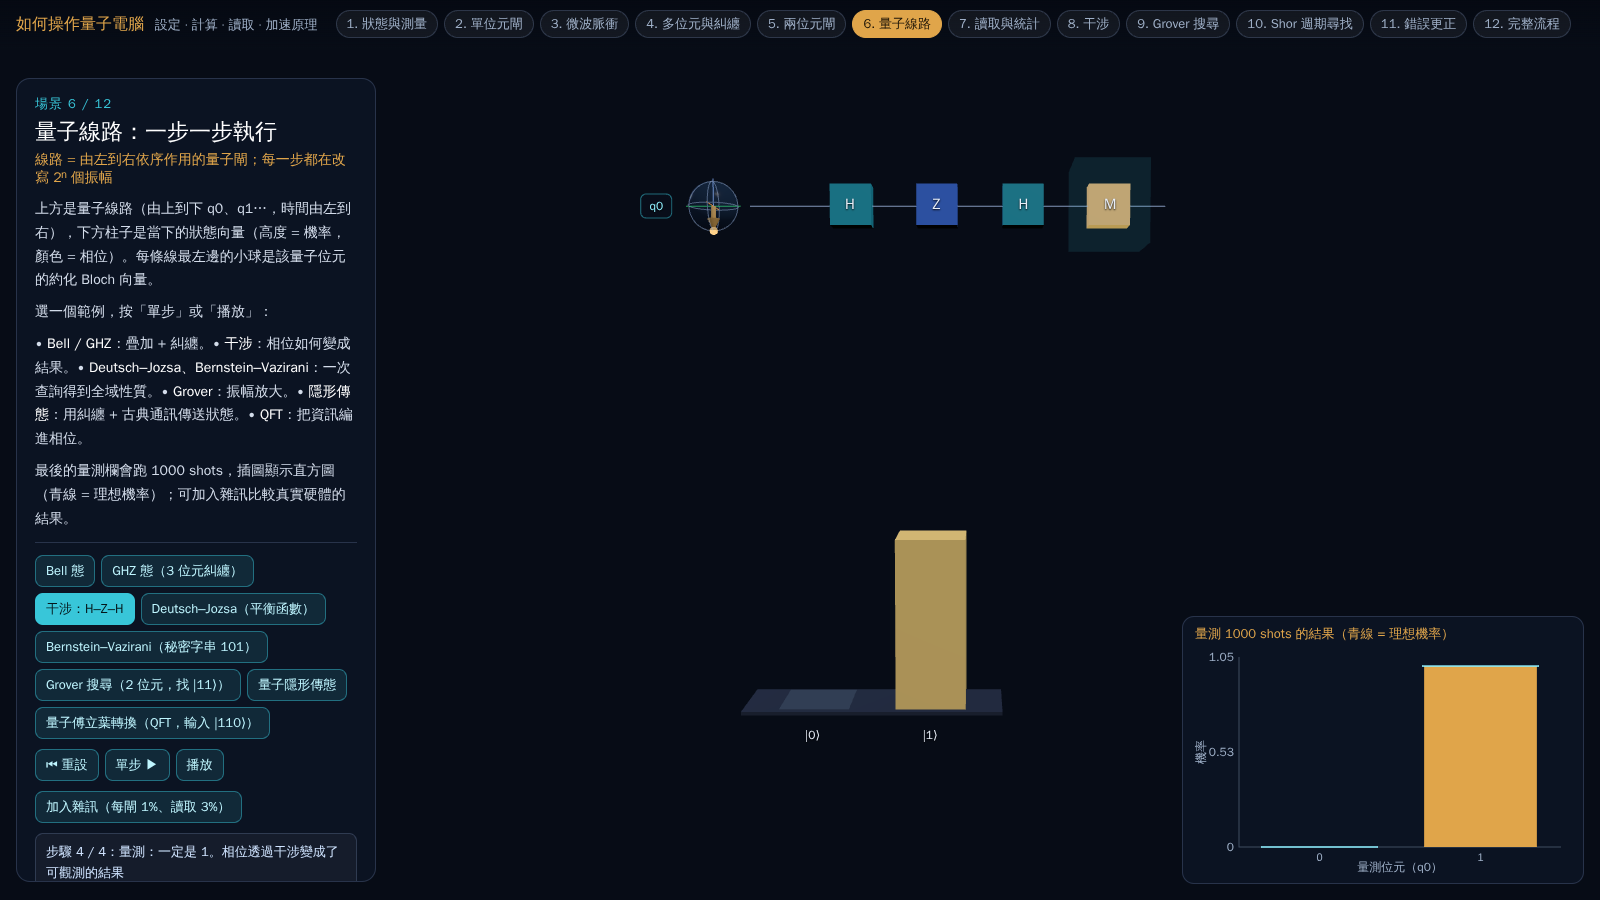 如何操作量子電腦 設定 · 計算 · 讀取 · 加速原理
1. 狀態與測量
2. 單位元閘
3. 微波脈衝
4. 多位元與糾纏
5. 兩位元閘
6. 量子線路
7. 讀取與統計
8. 干涉
9. Grover 搜尋
10. Shor 週期尋找
11. 錯誤更正
12. 完整流程
場景 6 / 12
量子線路：一步一步執行
線路 = 由左到右依序作用的量子閘；每一步都在改
寫 2ⁿ 個振幅
上方是量子線路（由上到下 q0、q1⋯，時間由左到
右），下方柱子是當下的狀態向量（高度 = 機率，
顏色 = 相位）。每條線最左邊的小球是該量子位元
的約化 Bloch 向量。
選一個範例，按「單步」或「播放」：
• Bell / GHZ：疊加 + 糾纏。• 干涉：相位如何變成
結果。• Deutsch–Jozsa、Bernstein–Vazirani：一次
查詢得到全域性質。• Grover：振幅放大。• 隱形傳
態：用糾纏 + 古典通訊傳送狀態。• QFT：把資訊編
進相位。
最後的量測欄會跑 1000 shots，插圖顯示直方圖
（青線 = 理想機率）；可加入雜訊比較真實硬體的
結果。
Bell 態
GHZ 態（3 位元糾纏）
干涉：H–Z–H
Deutsch–Jozsa（平衡函數）
Bernstein–Vazirani（秘密字串 101）
Grover 搜尋（2 位元，找 |11⟩）
量子隱形傳態
量子傅立葉轉換（QFT，輸入 |110⟩）
⏮ 重設
單步 ▶
播放
加入雜訊（每閘 1%、讀取 3%）
步驟 4 / 4：量測：一定是 1。相位透過干涉變成了
可觀測的結果
q0
H
Z
H
M
|0⟩
|1⟩
量測 1000 shots 的結果（青線 = 理想機率）
1.05
0.53
0
機率
0
1
量測位元（q0）